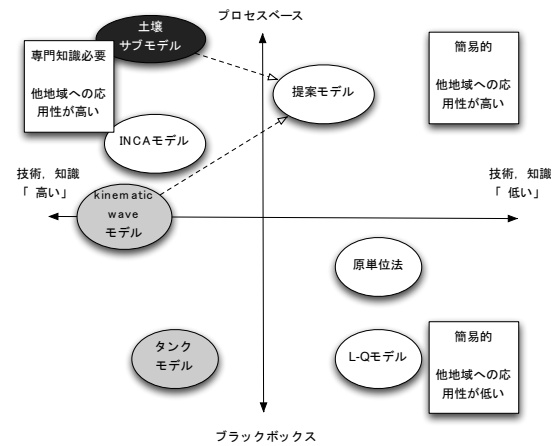 プロセスベース
土壌
サブモデル
専門知識必要
他地域への応
用性が高い
簡易的
他地域への応
用性が高い
提案モデル
INCAモデル
技術，知識
「 高い」
技術，知識
「 低い」
kinematic
wave
モデル
原単位法
タンク
モデル
L-Qモデル
簡易的
他地域への応
用性が低い
ブラックボックス